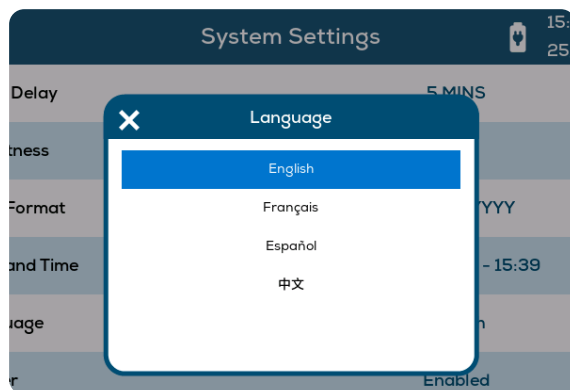 System Settings
15:
25
Delay
5 MINS
Language
English
tness
Français
Format
YYYY
Español
and Time
- 15:39
中文
uage
n
r
Enabled